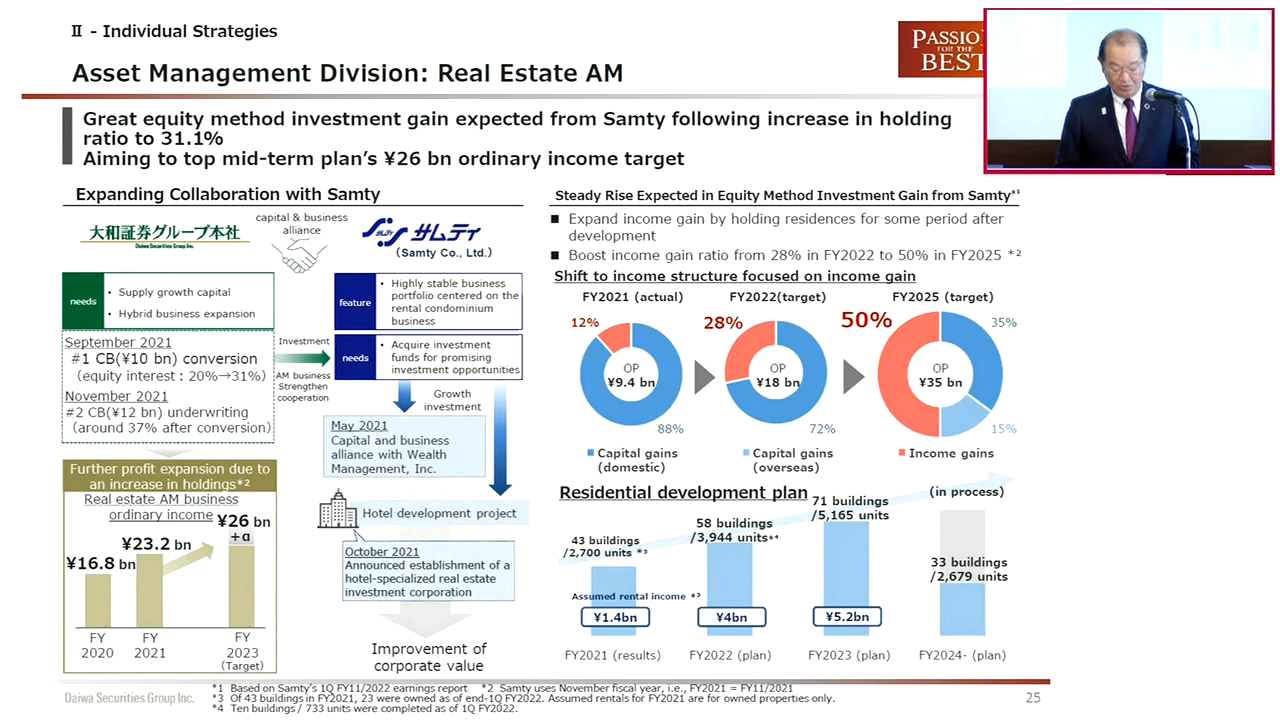 Ⅱ - Individual Strategies
Asset Management Division: Real Estate AM
PASSIO
FOR THE
BEST
Great equity method investment gain expected from Samty following increase in holding
ratio to 31.1%
Aiming to top mid-term plan's ¥26 bn ordinary income target
Expanding Collaboration with Samty
大和証券グループ本社
Daiwa Securities Group Inc.
capital & business
alliance
サムティ
(Samty Co., Ltd.)
needs
• Supply growth capital
• Hybrid business expansion
feature
• Highly stable business
portfolio centered on the
rental condominium
business
September 2021
#1 CB(¥10 bn) conversion
(equity interest : 20%→31%)
November 2021
#2 CB(¥12 bn) underwriting
(around 37% after conversion)
Investment
AM business
Strengthen
cooperation
needs
• Acquire investment
funds for promising
investment opportunities
Growth
investment
May 2021
Capital and business
alliance with Wealth
Management, Inc.
Hotel development project
October 2021
Announced establishment of a
hotel-specialized real estate
investment corporation
Improvement of
corporate value
Further profit expansion due to
an increase in holdings*2
Real estate AM business
ordinary income
¥16.8 bn
¥23.2 bn
¥26 bn
+α
FY
2020
FY
2021
FY
2023
(Target)
Steady Rise Expected in Equity Method Investment Gain from Samty*1
■ Expand income gain by holding residences for some period after
development
■ Boost income gain ratio from 28% in FY2022 to 50% in FY2025 *2
Shift to income structure focused on income gain
FY2021 (actual)
FY2022(target)
FY2025 (target)
12%
OP
¥9.4 bn
88%
28%
OP
¥18 bn
72%
50%
OP
¥35 bn
35%
15%
■ Capital gains
(domestic)
■ Capital gains
(overseas)
■ Income gains
Residential development plan
43 buildings
/2,700 units *3
58 buildings
/3,944 units*4
71 buildings
/5,165 units
(in process)
33 buildings
/2,679 units
Assumed rental income *3
¥1.4bn
¥4bn
¥5.2bn
FY2021 (results)
FY2022 (plan)
FY2023 (plan)
FY2024- (plan)
Daiwa Securities Group Inc.
*1 Based on Samty's 1Q FY11/2022 earnings report *2 Samty uses November fiscal year, i.e., FY2021 = FY11/2021
*3 Of 43 buildings in FY2021, 23 were owned as of end-1Q FY2022. Assumed rentals for FY2021 are for owned properties only.
*4 Ten buildings / 733 units were completed as of 1Q FY2022.
25